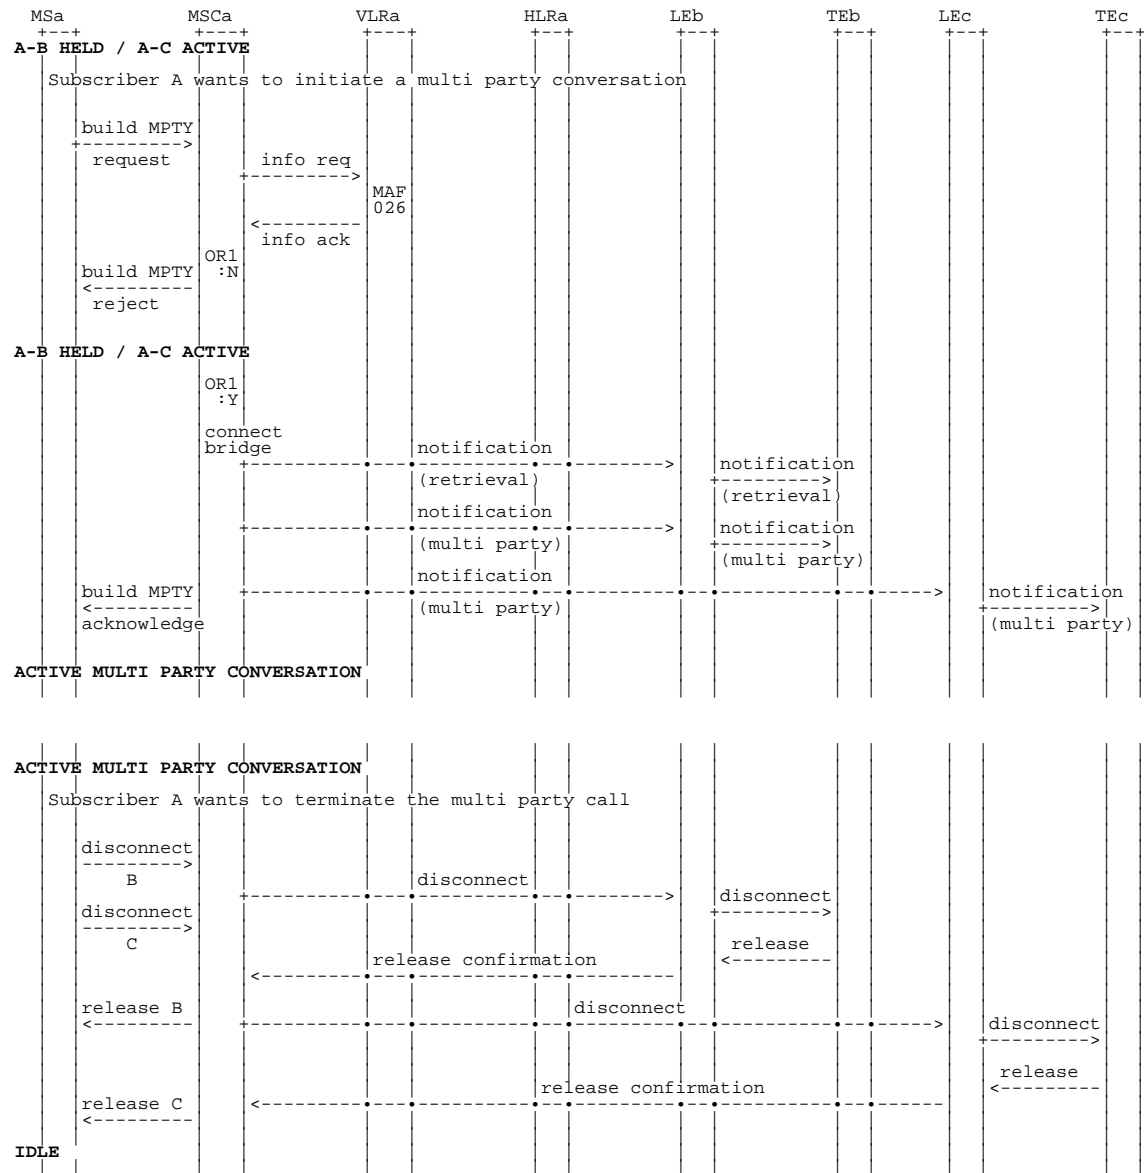 MSa MSCa VLRa HLRa LEb TEb LEc TEc
A-B HELD / A-C ACTIVE
Subscriber A wants to initiate a multi party conversation
build MPTY
request info req
MAF
026
info ack
OR1
build MPTY :N
reject
A-B HELD / A-C ACTIVE
OR1
:Y
connect
bridge notification
notification
(retrieval)
(retrieval)
notification
notification
(multi party)
(multi party)
notification
build MPTY notification
(multi party)
acknowledge (multi party)
ACTIVE MULTI PARTY CONVERSATION
ACTIVE MULTI PARTY CONVERSATION
Subscriber A wants to terminate the multi party call
disconnect
B disconnect
disconnect
disconnect
C release
release confirmation
release B disconnect
disconnect
release
release confirmation
release C
IDLE